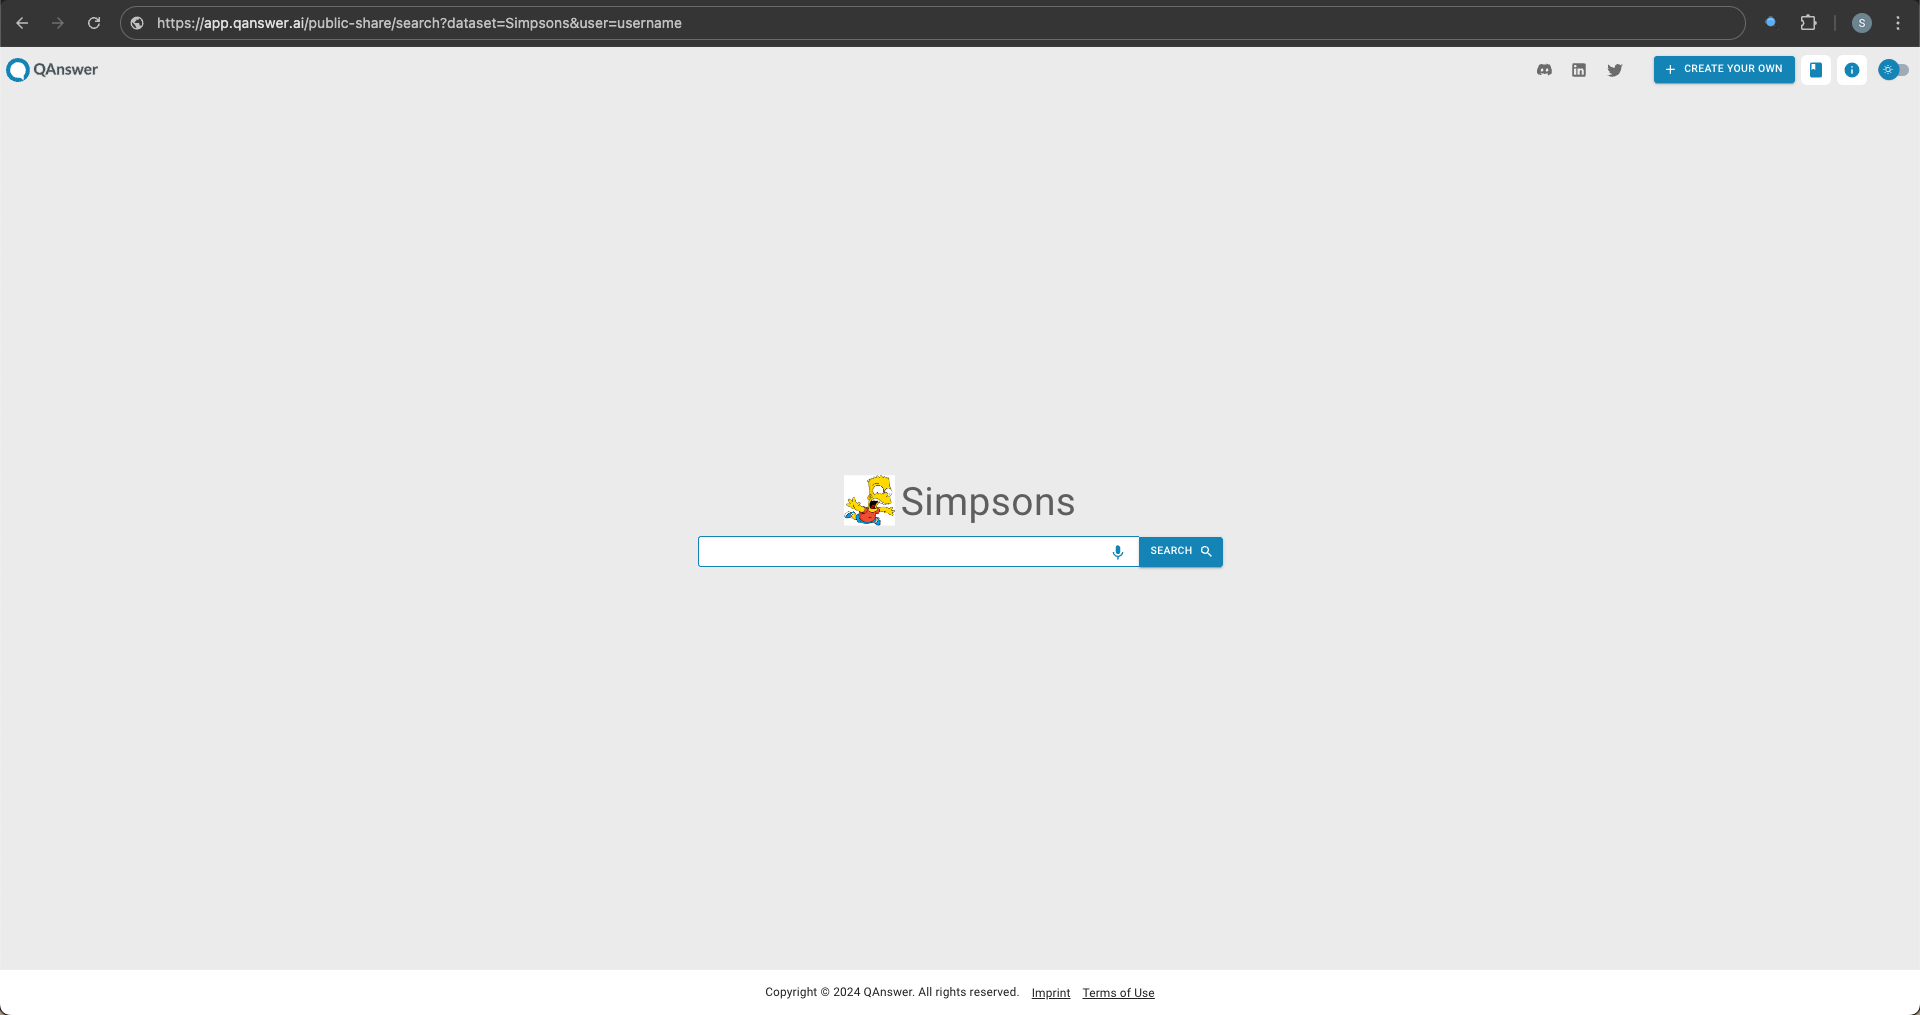 https://app.qanswer.ai/public-share/search?dataset=Simpsons&user=username
S
QAnswer
CREATE YOUR OWN
Simpsons
SEARCH
Copyright © 2024 QAnswer. All rights reserved. Imprint Terms of Use